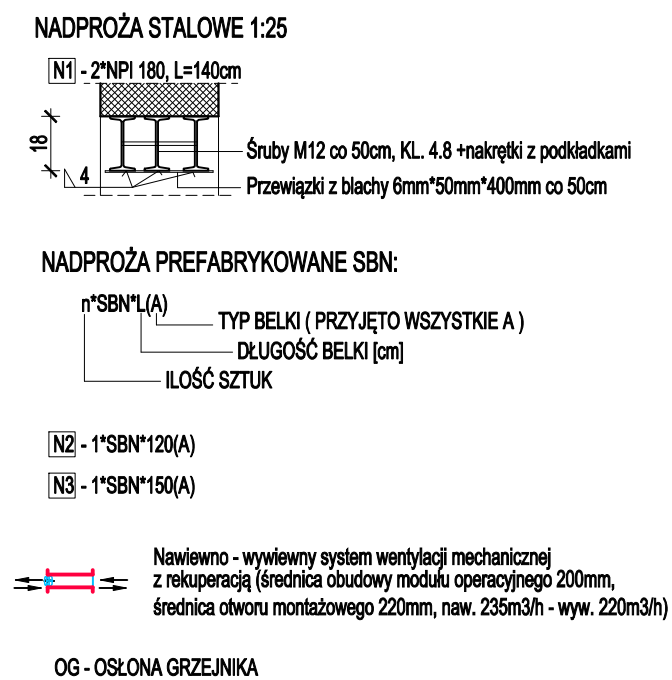 NADPROŻA STALOWE 1:25
N1 - 2*NPI 180, L=140cm
18
Śruby M12 co 50cm, KL. 4.8 +nakrętki z podkładkami
4
Przewiązki z blachy 6mm*50mm*400mm co 50cm
NADPROŻA PREFABRYKOWANE SBN:
n*SBN*L(A)
TYP BELKI ( PRZYJĘTO WSZYSTKIE A )
DŁUGOŚĆ BELKI [cm]
ILOŚĆ SZTUK
N2 - 1*SBN*120(A)
N3 - 1*SBN*150(A)
Nawiewno - wywiewny system wentylacji mechanicznej
z rekuperacją (średnica obudowy modułu operacyjnego 200mm,
średnica otworu montażowego 220mm, naw. 235m3/h - wyw. 220m3/h)
OG - OSŁONA GRZEJNIKA